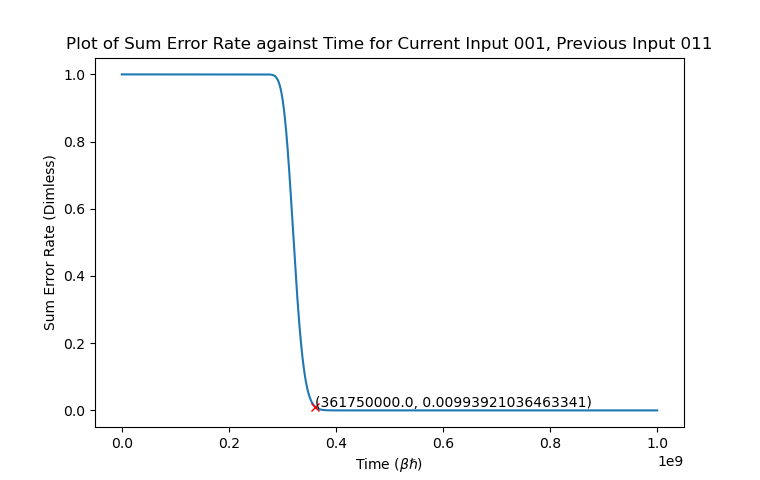 Plot of Sum Error Rate against Time for Current Input 001, Previous Input 011
Sum Error Rate (Dimless)
1.0
0.8
0.6
0.4
0.2
0.0
(361750000.0, 0.00993921036463341)
0.0 0.2 0.4 0.6 0.8 1.0
1e9
Time (βℏ)